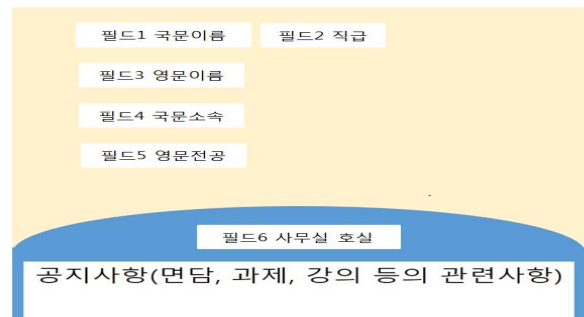 필드1 국문이름 필드2 직급
필드3 영문이름
필드4 국문소속
필드5 영문전공
필드6 사무실 호실
공지사항(면담, 과제, 강의 등의 관련사항)